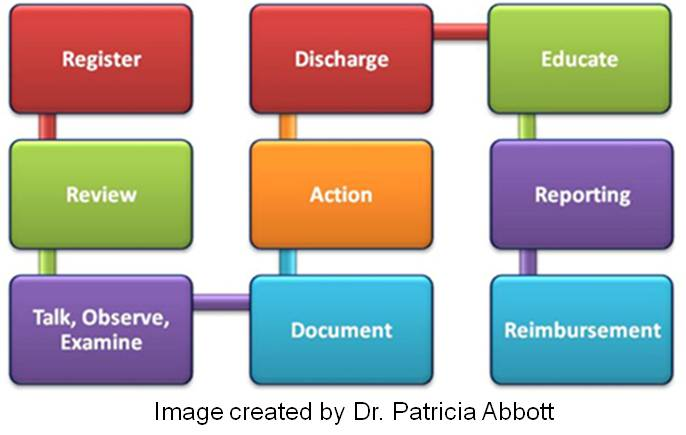 Register
Discharge
Educate
Review
Action
Reporting
Talk, Observe,
Examine
Document
Reimbursement
Image created by Dr. Patricia Abbott